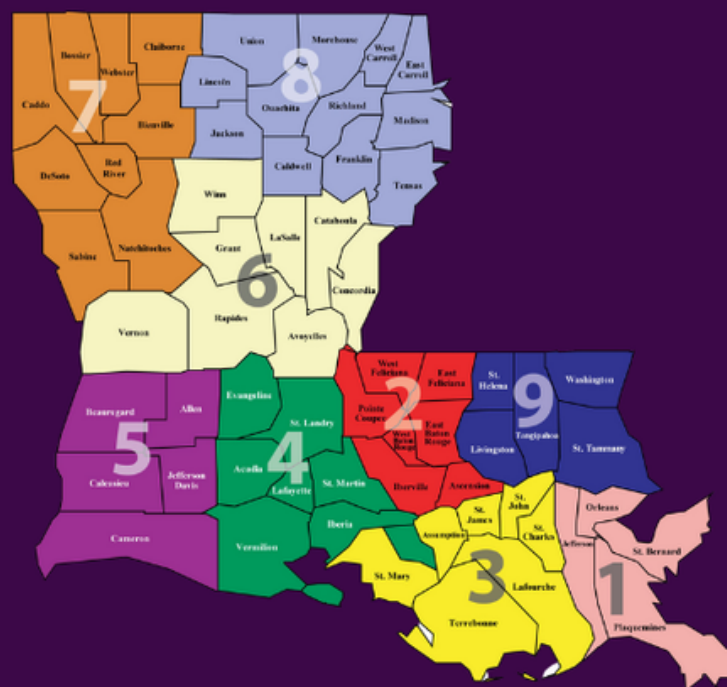 Bossier
Webster
Claiborne
Caddo
7
Bienville
DeSoto
Red
River
Sabine
Natchitoches
Union
Morehouse
West
Carroll
East
Carroll
Lincoln
8
Ouachita
Richland
Madison
Jackson
Caldwell
Franklin
Tensas
Winn
Grant
LaSalle
Catahoula
6
Concordia
Vernon
Rapides
Avoyelles
Beauregard
Allen
5
Calcasieu
Jefferson
Davis
Cameron
Evangeline
St. Landry
Acadia
4
Lafayette
St. Martin
Iberia
Vermilion
West
Feliciana
East
Feliciana
2
Pointe
Coupee
West
Baton
Rouge
East
Baton
Rouge
Iberville
Ascension
St.
Helena
9
Washington
Livingston
Tangipahoa
St. Tammany
St.
James
St.
John
St.
Charles
Assumption
3
St. Mary
Lafourche
Terrebonne
Orleans
Jefferson
St. Bernard
1
Plaquemines